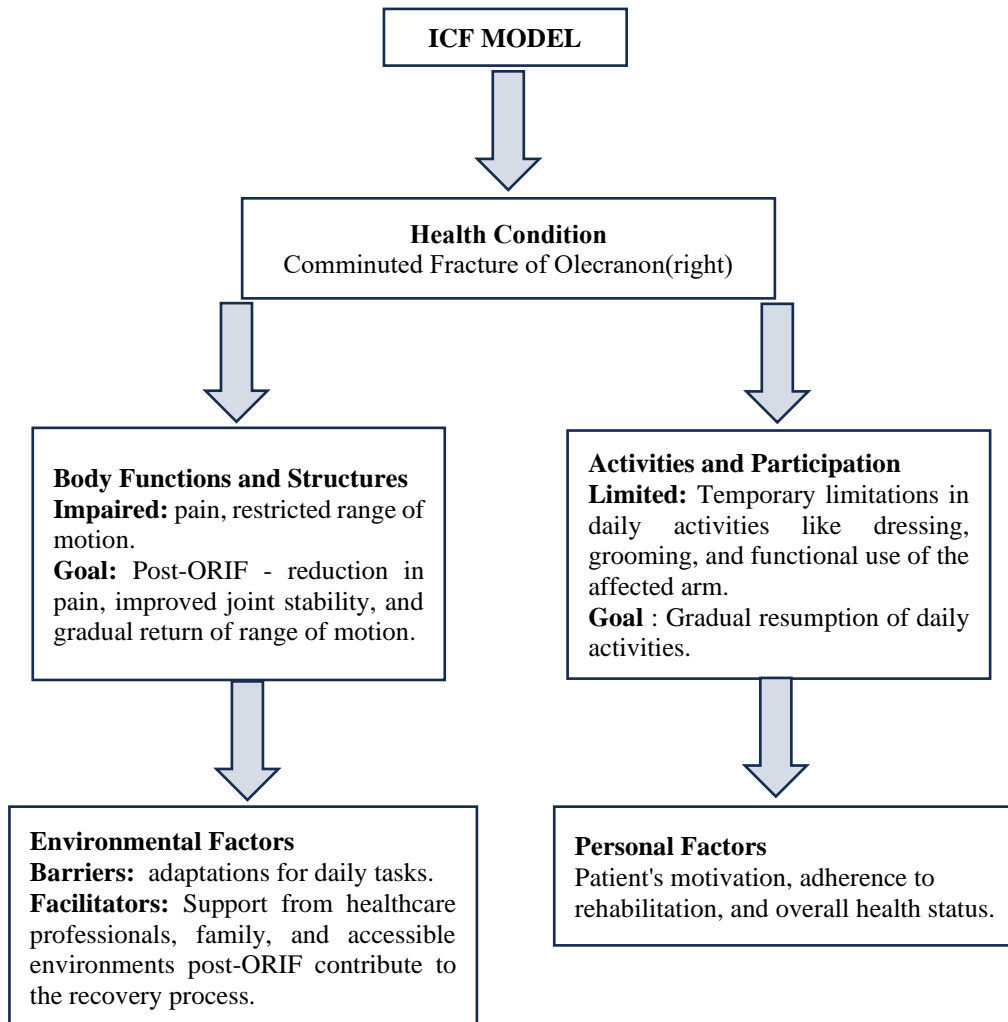 ICF MODEL
Health Condition
Comminuted Fracture of Olecranon(right)
Body Functions and Structures
Impaired: pain, restricted range of
motion.
Goal: Post-ORIF - reduction in
pain, improved joint stability, and
gradual return of range of motion.
Activities and Participation
Limited: Temporary limitations in
daily activities like dressing,
grooming, and functional use of the
affected arm.
Goal : Gradual resumption of daily
activities.
Environmental Factors
Barriers: adaptations for daily tasks.
Facilitators: Support from healthcare
professionals, family, and accessible
environments post-ORIF contribute to
the recovery process.
Personal Factors
Patient's motivation, adherence to
rehabilitation, and overall health status.